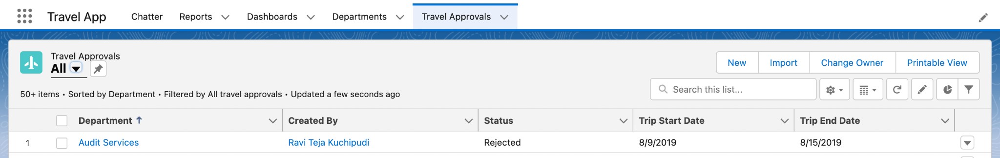 Travel App Chatter Reports Dashboards Departments Travel Approvals
Travel Approvals
All
New Import Change Owner Printable View
50+ items • Sorted by Department • Filtered by All travel approvals • Updated a few seconds ago
Search this list...
Department Created By Status Trip Start Date Trip End Date
1 Audit Services Ravi Teja Kuchipudi Rejected 8/9/2019 8/15/2019